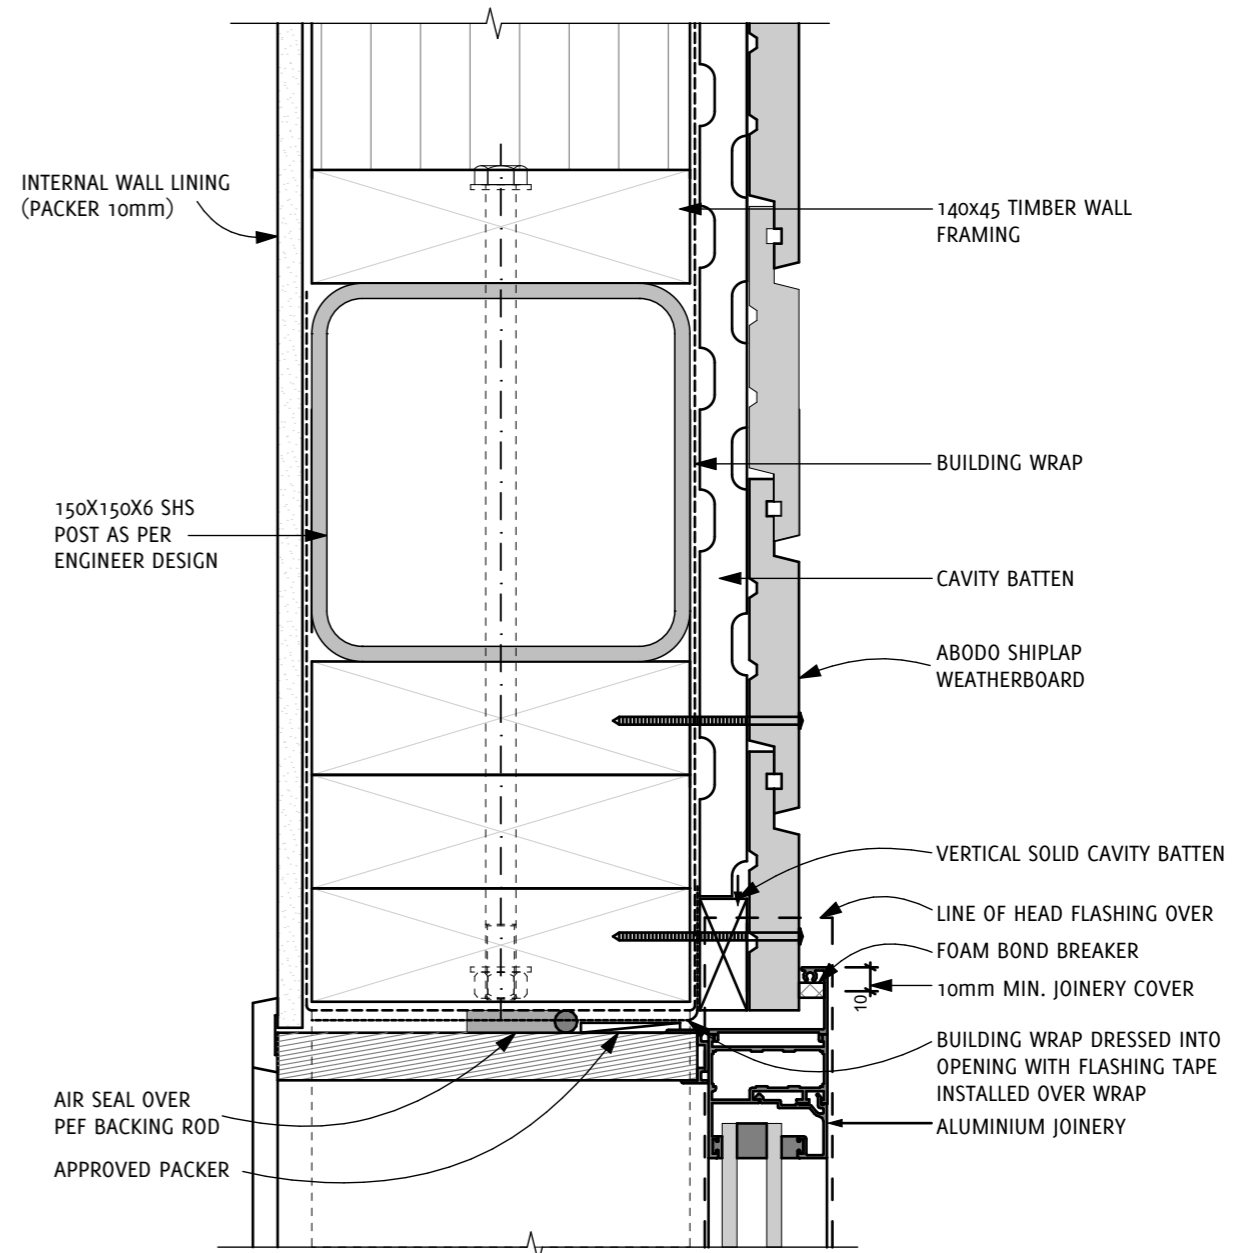 INTERNAL WALL LINING
(PACKER 10mm)
150X150X6 SHS
POST AS PER
ENGINEER DESIGN
AIR SEAL OVER
PEF BACKING ROD
APPROVED PACKER
140x45 TIMBER WALL
FRAMING
BUILDING WRAP
CAVITY BATTEN
ABODO SHIPLAP
WEATHERBOARD
VERTICAL SOLID CAVITY BATTEN
LINE OF HEAD FLASHING OVER
FOAM BOND BREAKER
10mm MIN. JOINERY COVER
10
BUILDING WRAP DRESSED INTO
OPENING WITH FLASHING TAPE
INSTALLED OVER WRAP
ALUMINIUM JOINERY